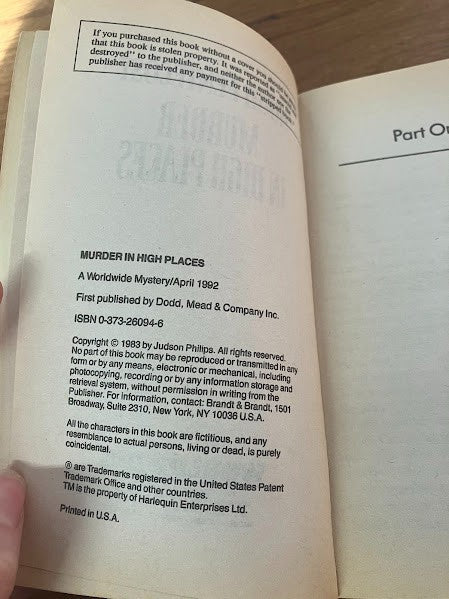 If you purchased this book without a cover you should be aware
that this book is stolen property. It was reported as
destroyed" to the publisher, and neither the author nor the
publisher has received any payment for this "stripped book."
MURDER
IN HIGH PLACES
Part
MURDER IN HIGH PLACES
A Worldwide Mystery/April 1992
First published by Dodd, Mead & Company Inc.
ISBN 0-373-26094-6
Copyright © 1983 by Judson Philips. All rights reserved.
No part of this book may be reproduced or transmitted in any
form or by any means, electronic or mechanical, including
photocopying, recording or by any information storage and
retrieval system, without permission in writing from the
Publisher. For information, contact: Brandt & Brandt, 1501
Broadway, Suite 2310, New York, NY 10036 U.S.A.
All the characters in this book are fictitious, and any
resemblance to actual persons, living or dead, is purely
coincidental.
® are Trademarks registered in the United States Patent
Trademark Office and other countries.
TM is the property of Harlequin Enterprises Ltd.
Printed in U.S.A.